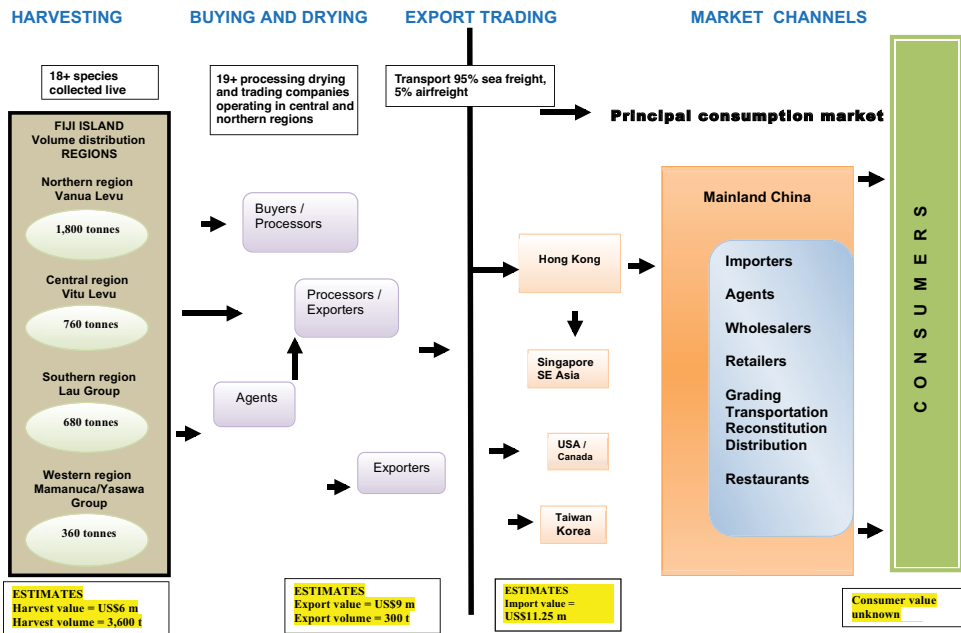 HARVESTING
BUYING AND DRYING
EXPORT TRADING
MARKET CHANNELS
18+ species
collected live
19+ processing drying
and trading companies
operating in central and
northern regions
Transport 95% sea freight,
5% airfreight
Principal consumption market
FIJI ISLAND
Volume distribution
REGIONS
Northern region
Vanua Levu
1,800 tonnes
Central region
Vitu Levu
760 tonnes
Southern region
Lau Group
680 tonnes
Western region
Mamanuca/Yasawa
Group
360 tonnes
Buyers /
Processors
Processors /
Exporters
Agents
Exporters
Hong Kong
Singapore
SE Asia
USA /
Canada
Taiwan
Korea
Mainland China
Importers
Agents
Wholesalers
Retailers
Grading
Transportation
Reconstitution
Distribution
Restaurants
CONSUMERS
ESTIMATES
Harvest value = US$6 m
Harvest volume = 3,600 t
ESTIMATES
Export value = US$9 m
Export volume = 300 t
ESTIMATES
Import value =
US$11.25 m
Consumer value
unknown